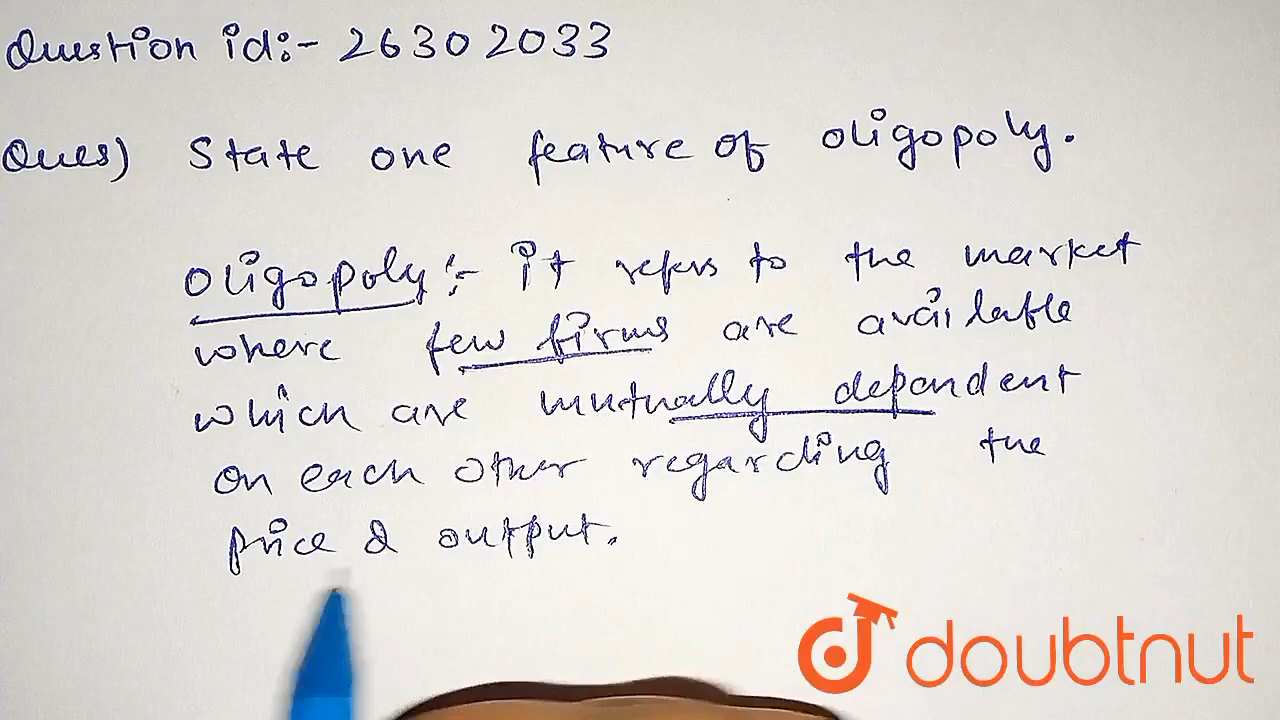 Question id:- 26302033
Ques) State one feature of oligopoly.
oligopoly:- it refers to the market
where few firms are available
which are mutually dependent
on each other regarding the
price & output.
doubtnut